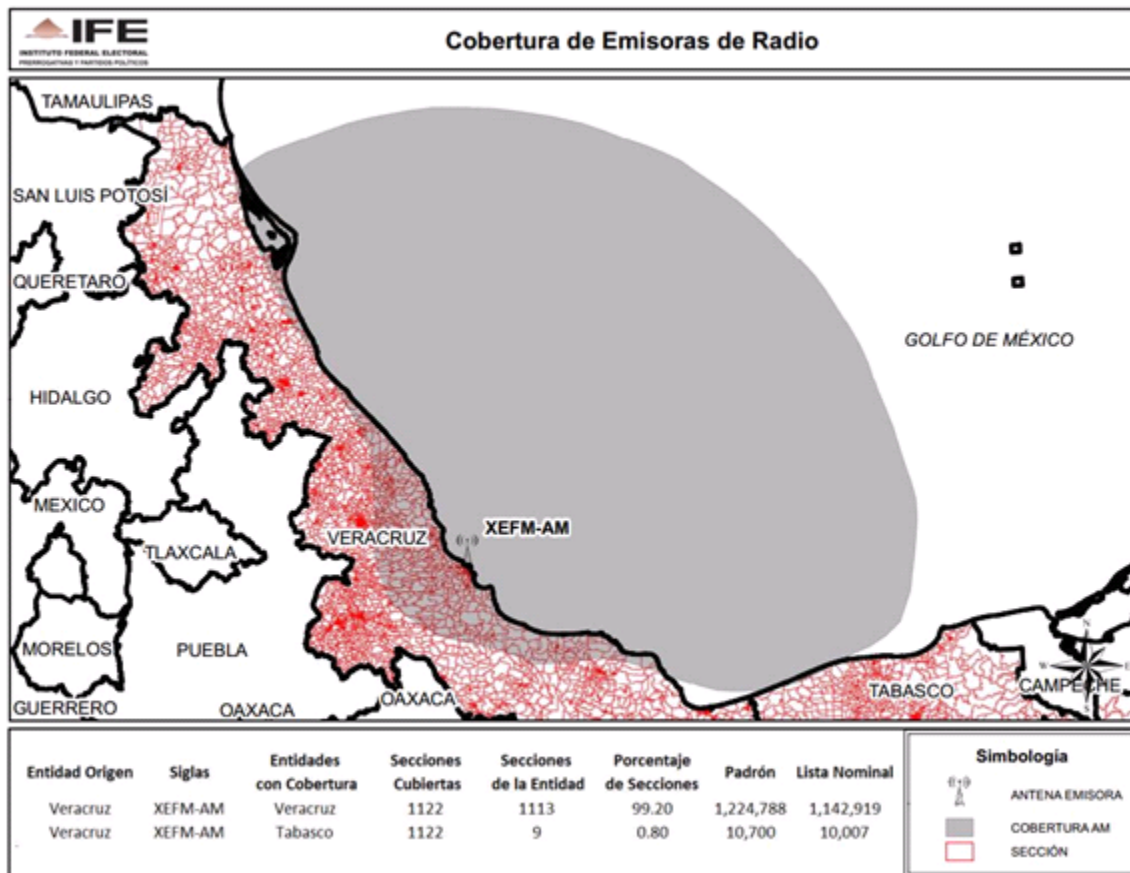 IFE
INSTITUTO FEDERAL ELECTORAL
PRERROGATIVAS Y PARTIDOS POLÍTICOS
Cobertura de Emisoras de Radio
TAMAULIPAS
SAN LUIS POTOSÍ
QUERETARO
GOLFO DE MÉXICO
HIDALGO
MEXICO
XEFM-AM
VERACRUZ
TLAXCALA
MORELOS
PUEBLA
N
W
E
S
TABASCO
CAMPECHE
OAXACA
GUERRERO
OAXACA
Entidad Origen Siglas Entidades con Cobertura Secciones Cubiertas Secciones de la Entidad Porcentaje de Secciones Padrón Lista Nominal
Veracruz XEFM-AM Veracruz 1122 1113 99.20 1,224,788 1,142,919
Veracruz XEFM-AM Tabasco 1122 9 0.80 10,700 10,007
Simbología
ANTENA EMISORA
COBERTURA AM
SECCIÓN